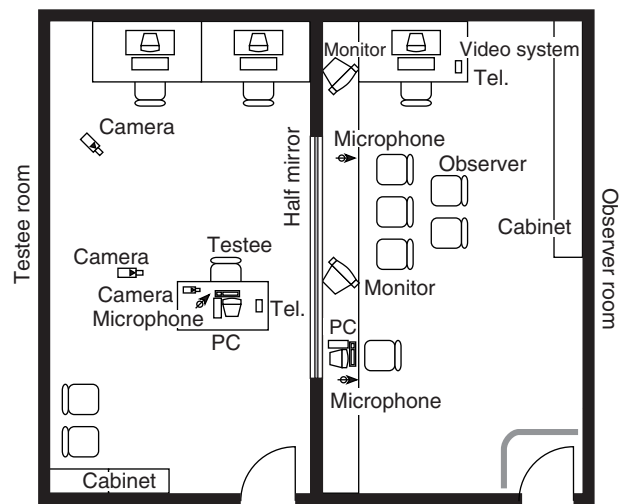 Testee room
Camera
Camera
Testee
Camera
Microphone
Tel.
PC
Cabinet
Half mirror
Monitor
Video system
Tel.
Microphone
Observer
Cabinet
Monitor
PC
Microphone
Observer room